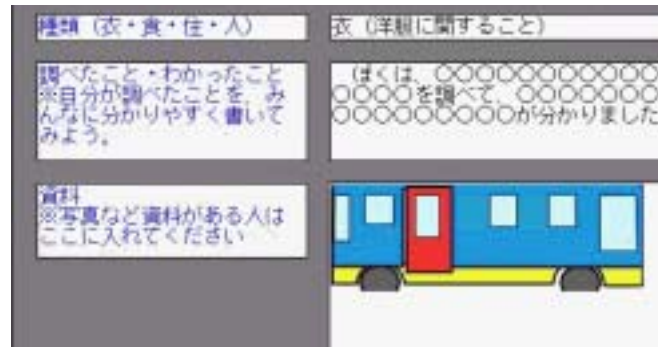 種類（衣・食・住・人）
衣（洋服に関すること）
調べたこと・わかったこと
※自分が調べたことを、み
んなに分かりやすく書いて
みよう。
ぼくは、〇〇〇〇〇〇〇〇〇〇〇
〇〇〇〇を調べて、〇〇〇〇〇〇〇
〇〇〇〇〇〇〇〇〇が分かりました
資料
※写真など資料がある人は
ここに入れてください